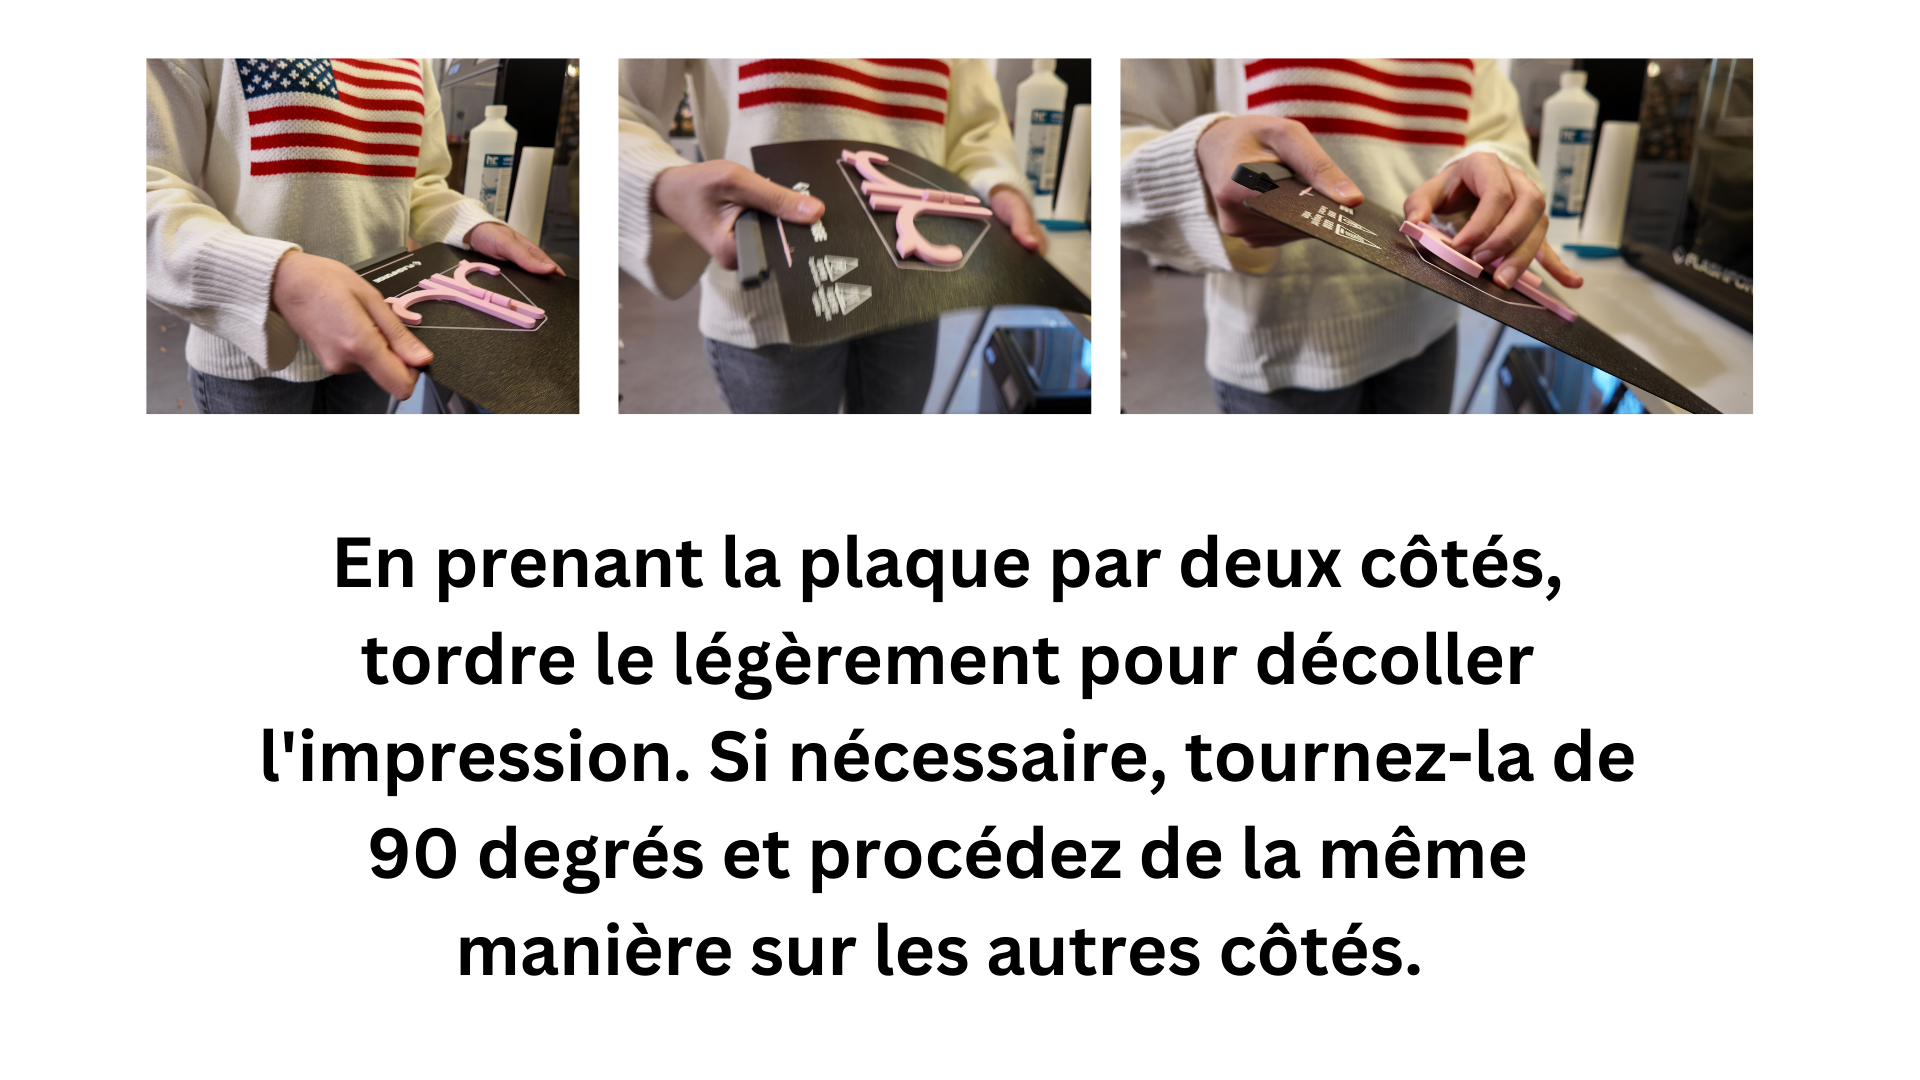 En prenant la plaque par deux côtés,
tordre le légèrement pour décoller
l'impression. Si nécessaire, tournez-la de
90 degrés et procédez de la même
manière sur les autres côtés.